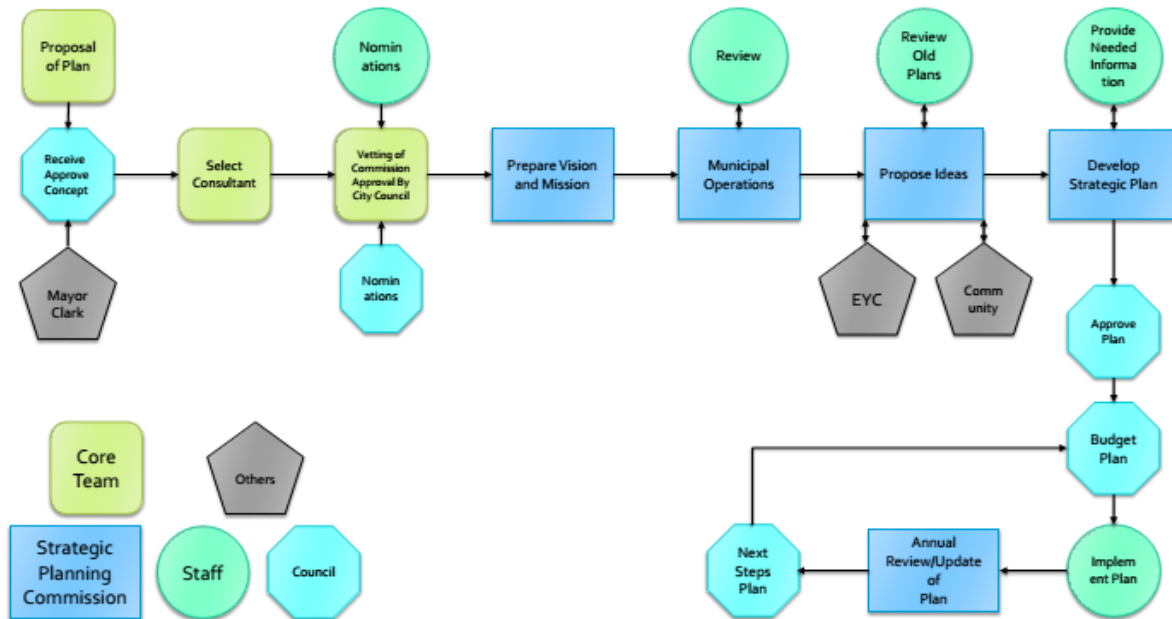 Proposal
of Plan
Nomin
ations
Review
Review
Old
Plans
Provide
Needed
Informa
tion
Receive
Approve
Concept
Select
Consultant
Vetting of
Commission
Approval By
City Council
Prepare Vision
and Mission
Municipal
Operations
Propose Ideas
Develop
Strategic Plan
Mayor
Clark
Nomin
ations
EYC
Comm
unity
Approve
Plan
Budget
Plan
Implem
ent Plan
Annual
Review/Update
of
Plan
Next
Steps
Plan
Core
Team
Others
Strategic
Planning
Commission
Staff
Council